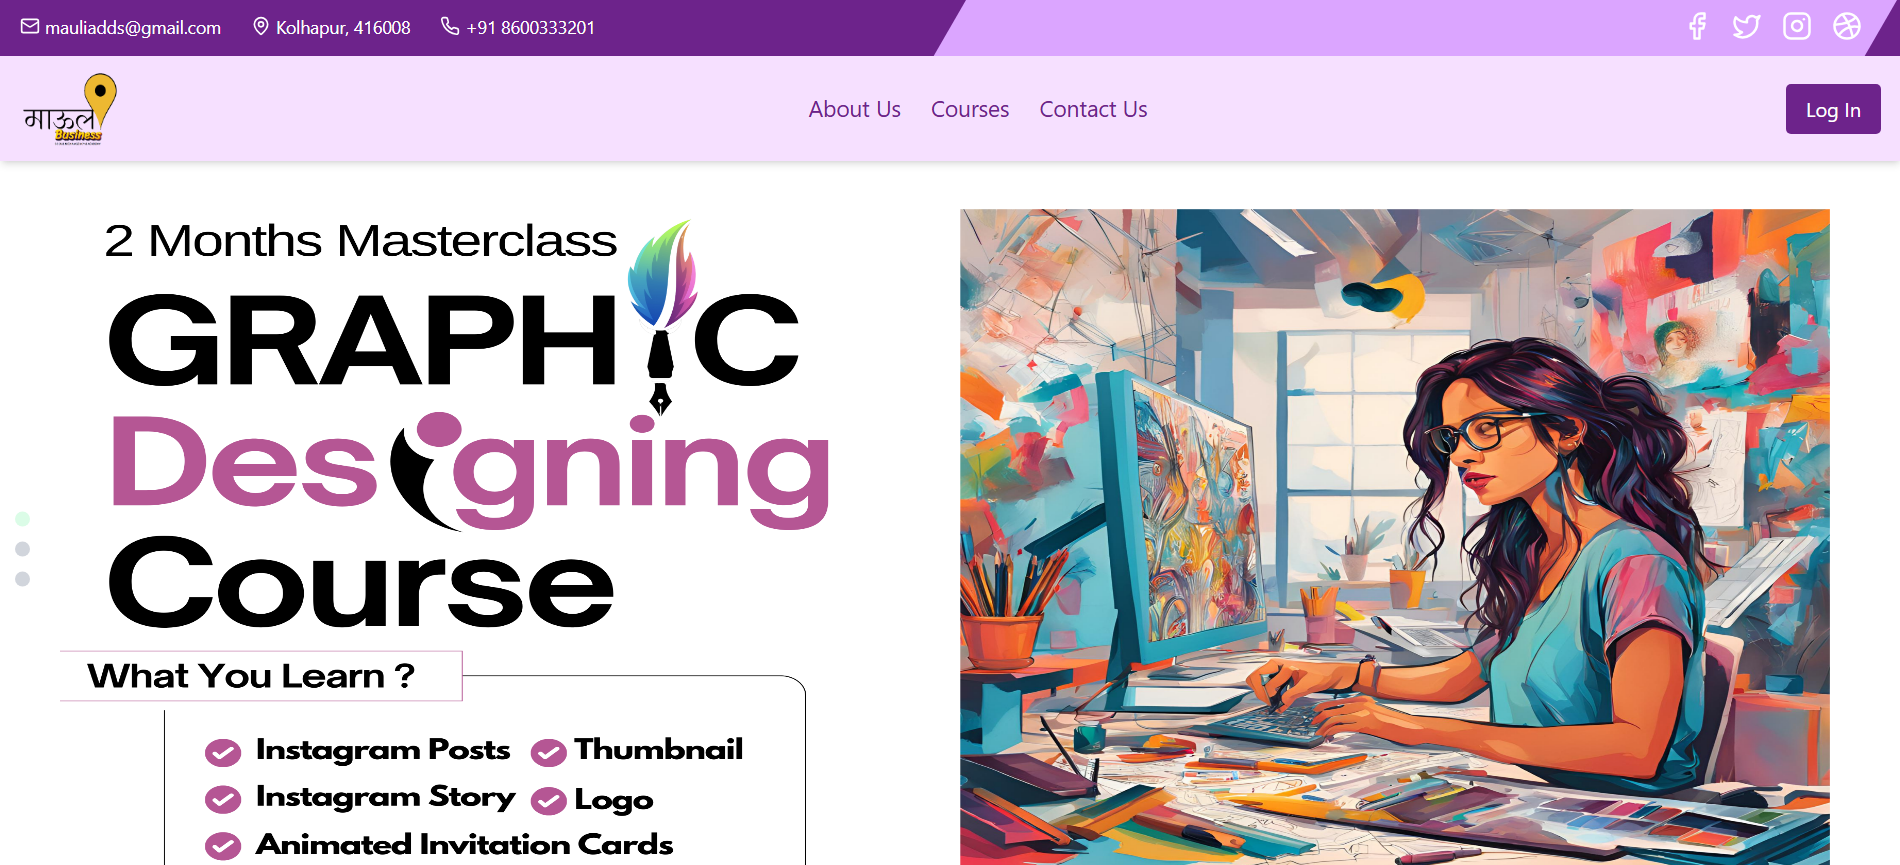 mauliadds@gmail.com Kolhapur, 416008 +91 8600333201
माऊली
Business
About Us Courses Contact Us
Log In
2 Months Masterclass
GRAPHIC
Designing
Course
What You Learn ?
Instagram Posts Thumbnail
Instagram Story Logo
Animated Invitation Cards